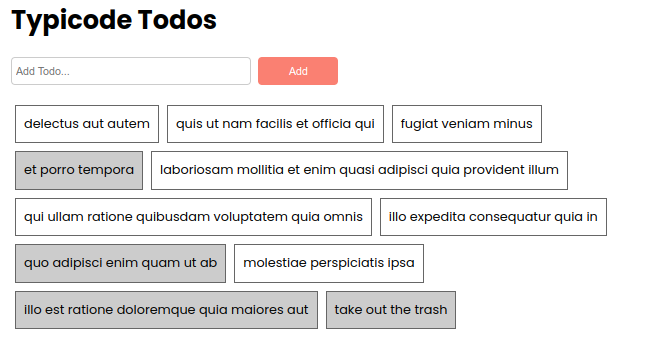 Typicode Todos
Add Todo... Add
delectus aut autem quis ut nam facilis et officia qui fugiat veniam minus
et porro tempora laboriosam mollitia et enim quasi adipisci quia provident illum
qui ullam ratione quibusdam voluptatem quia omnis illo expedita consequatur quia in
quo adipisci enim quam ut ab molestiae perspiciatis ipsa
illo est ratione doloremque quia maiores aut take out the trash